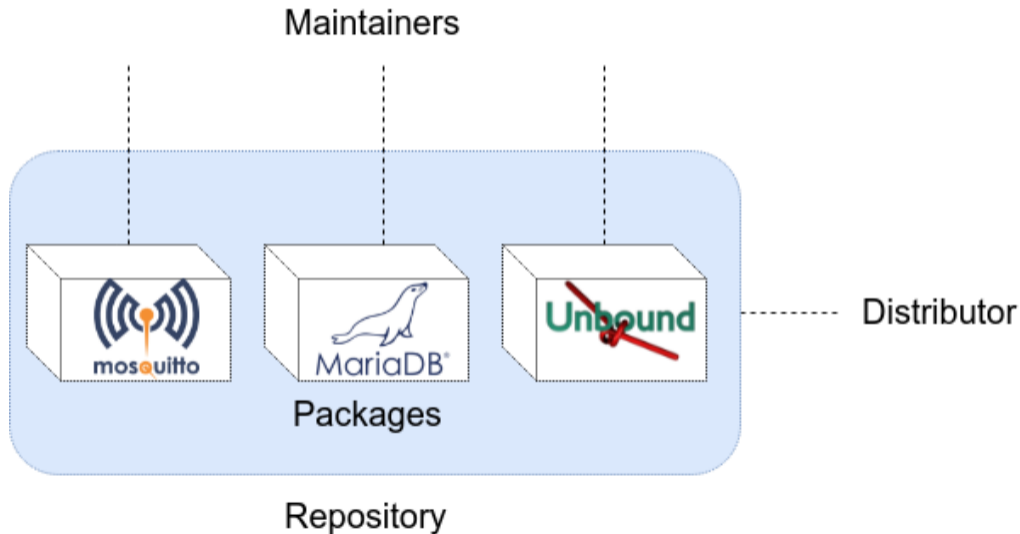 Maintainers
mosquitto
MariaDB®
Unbound
Distributor
Packages
Repository